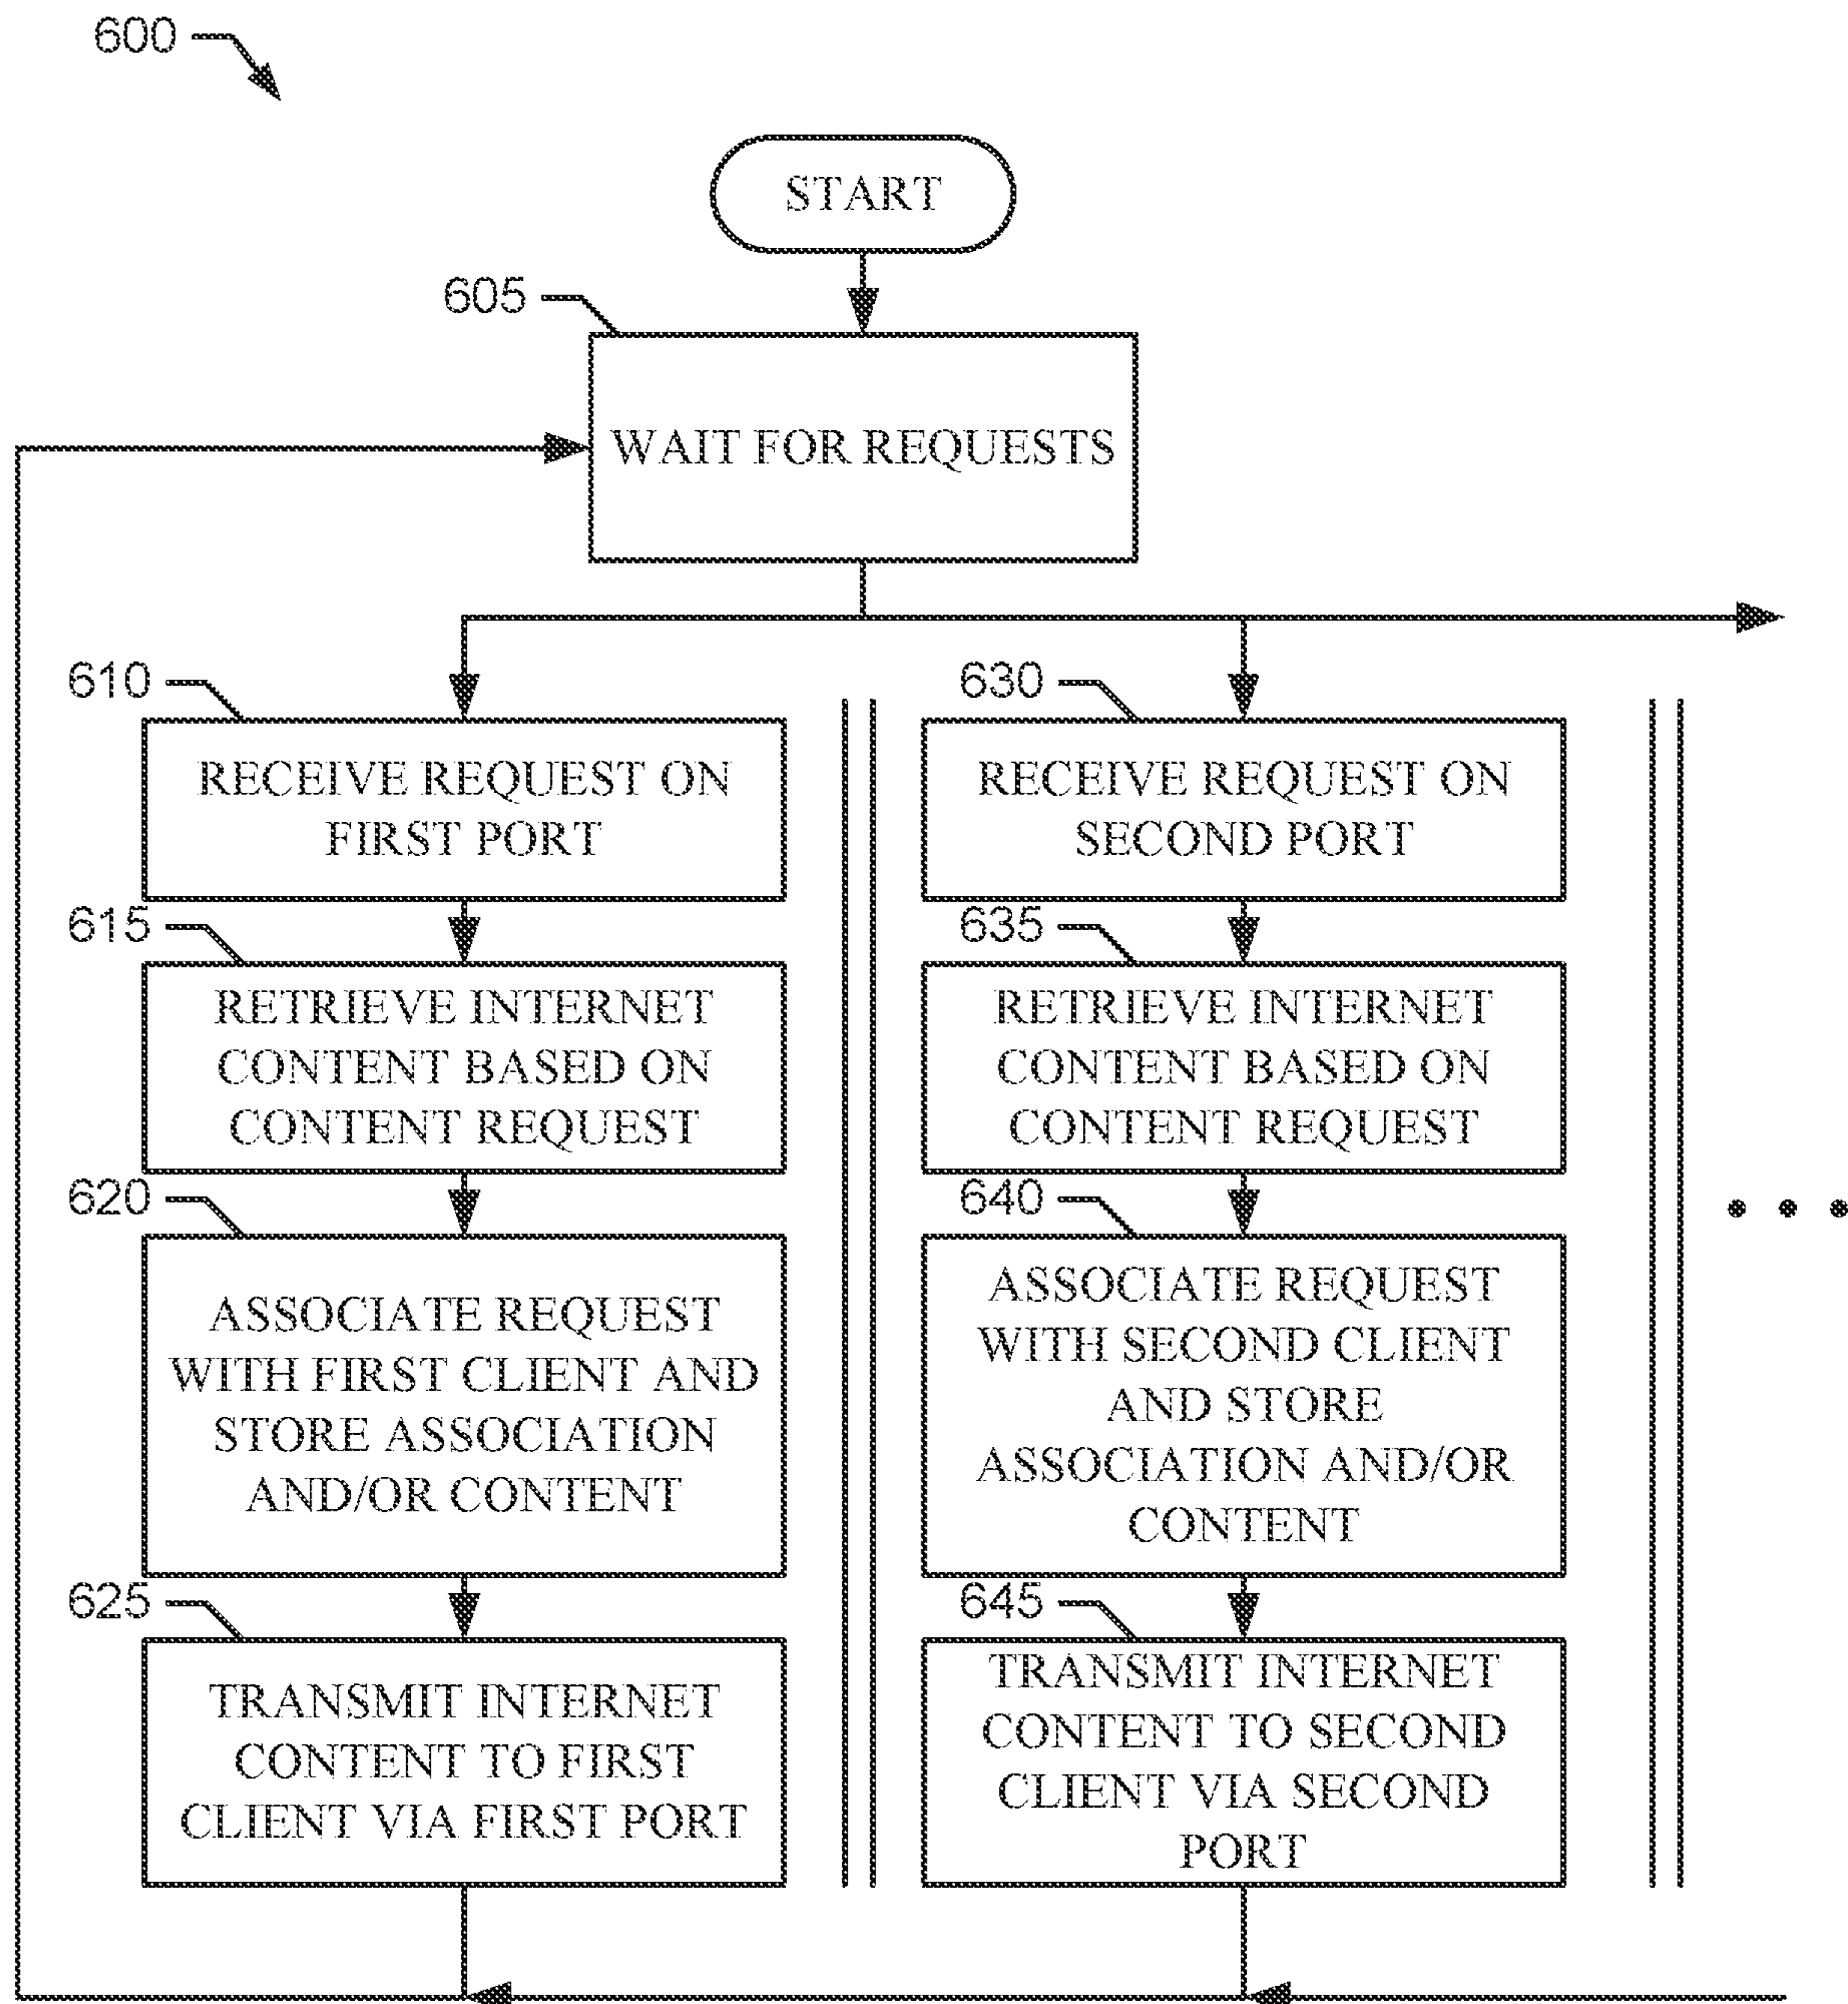 600
START
605
WAIT FOR REQUESTS
610
RECEIVE REQUEST ON
FIRST PORT
615
RETRIEVE INTERNET
CONTENT BASED ON
CONTENT REQUEST
620
ASSOCIATE REQUEST
WITH FIRST CLIENT AND
STORE ASSOCIATION
AND/OR CONTENT
625
TRANSMIT INTERNET
CONTENT TO FIRST
CLIENT VIA FIRST PORT
630
RECEIVE REQUEST ON
SECOND PORT
635
RETRIEVE INTERNET
CONTENT BASED ON
CONTENT REQUEST
640
ASSOCIATE REQUEST
WITH SECOND CLIENT
AND STORE
ASSOCIATION AND/OR
CONTENT
645
TRANSMIT INTERNET
CONTENT TO SECOND
CLIENT VIA SECOND
PORT
• • •